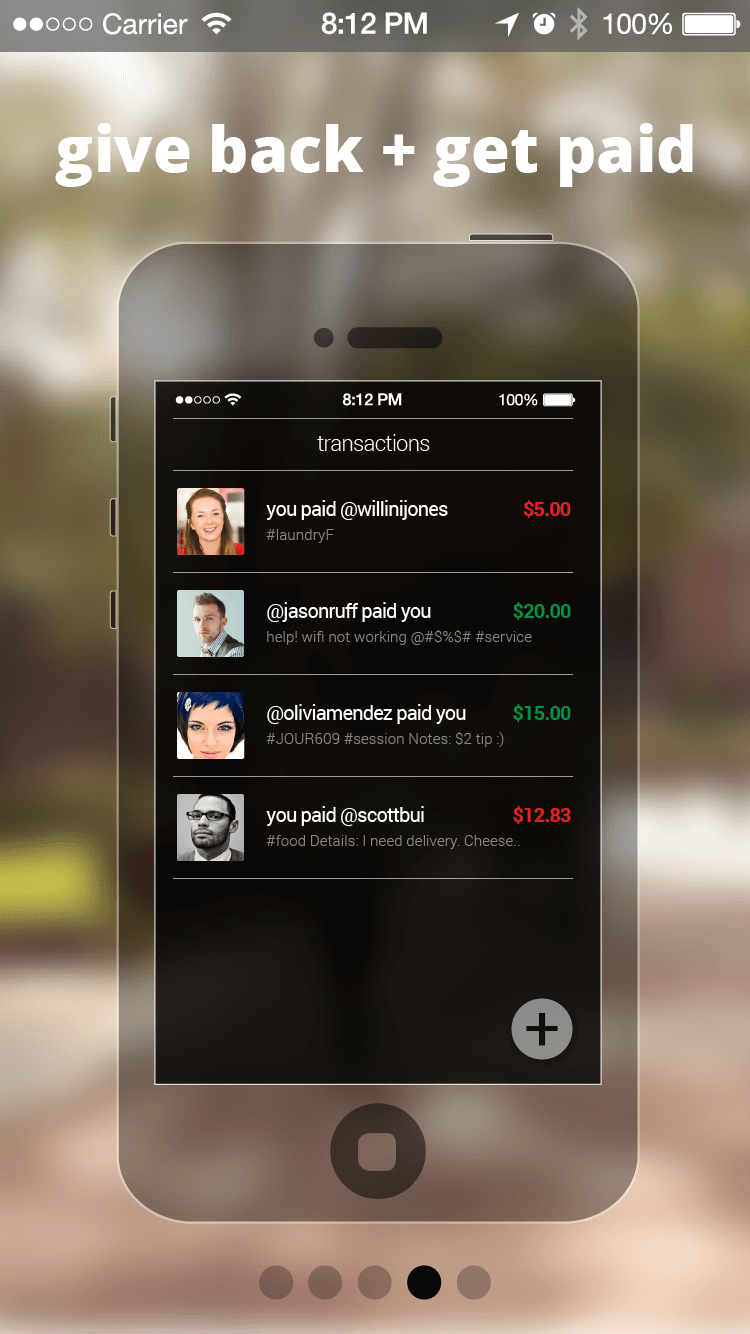 Carrier 8:12 PM 100%
give back + get paid
8:12 PM 100%
transactions
you paid @willinijones $5.00
#laundryF
@jasonruff paid you $20.00
help! wifi not working @#$%$# #service
@oliviamendez paid you $15.00
#JOUR609 #session Notes: $2 tip :)
you paid @scottbui $12.83
#food Details: I need delivery. Cheese..
+